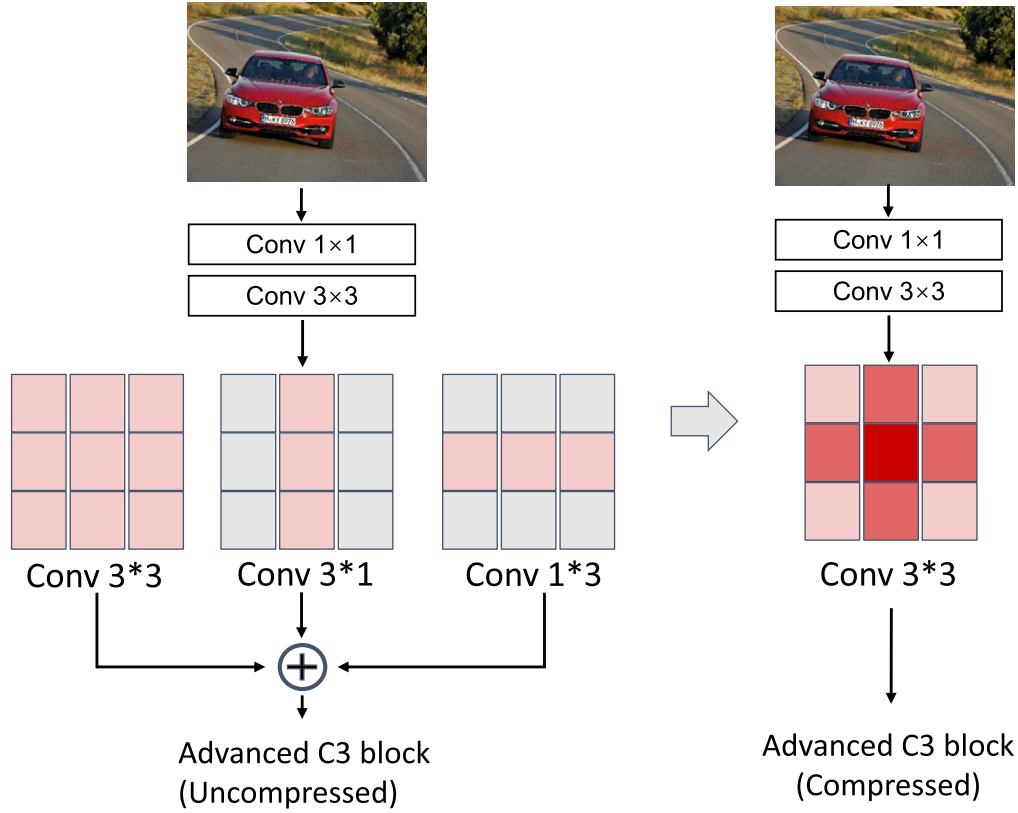 Conv 1×1
Conv 3×3
Conv 3*3
Conv 3*1
Conv 1*3
Advanced C3 block
(Uncompressed)
Conv 1×1
Conv 3×3
Conv 3*3
Advanced C3 block
(Compressed)